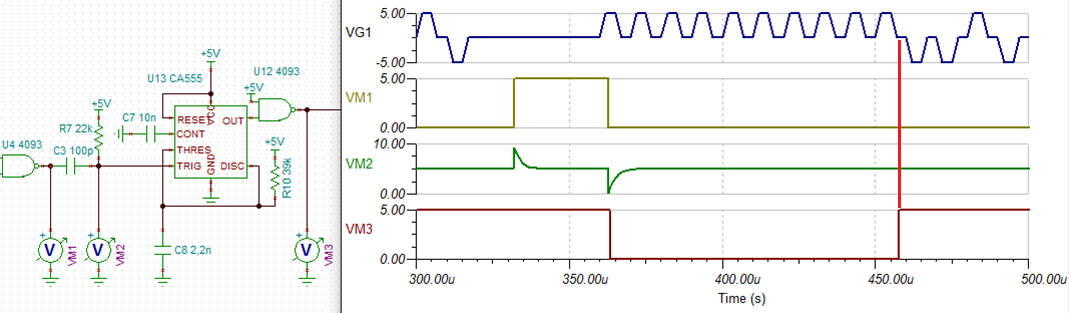 +5V
U13 CA555
U12 4093
+5V
+5V
C7 10n
RESET
VCC
OUT
R7 22k
CONT
+5V
U4 4093
THRES
C3 100p
TRIG
GND
DISC
R10 39k
+
V
VM1
+
V
VM2
C8 2,2n
+
V
VM3
VG1
5.00
-5.00
VM1
5.00
0.00
VM2
10.00
0.00
VM3
5.00
0.00
300.00u 350.00u 400.00u 450.00u 500.00u
Time (s)